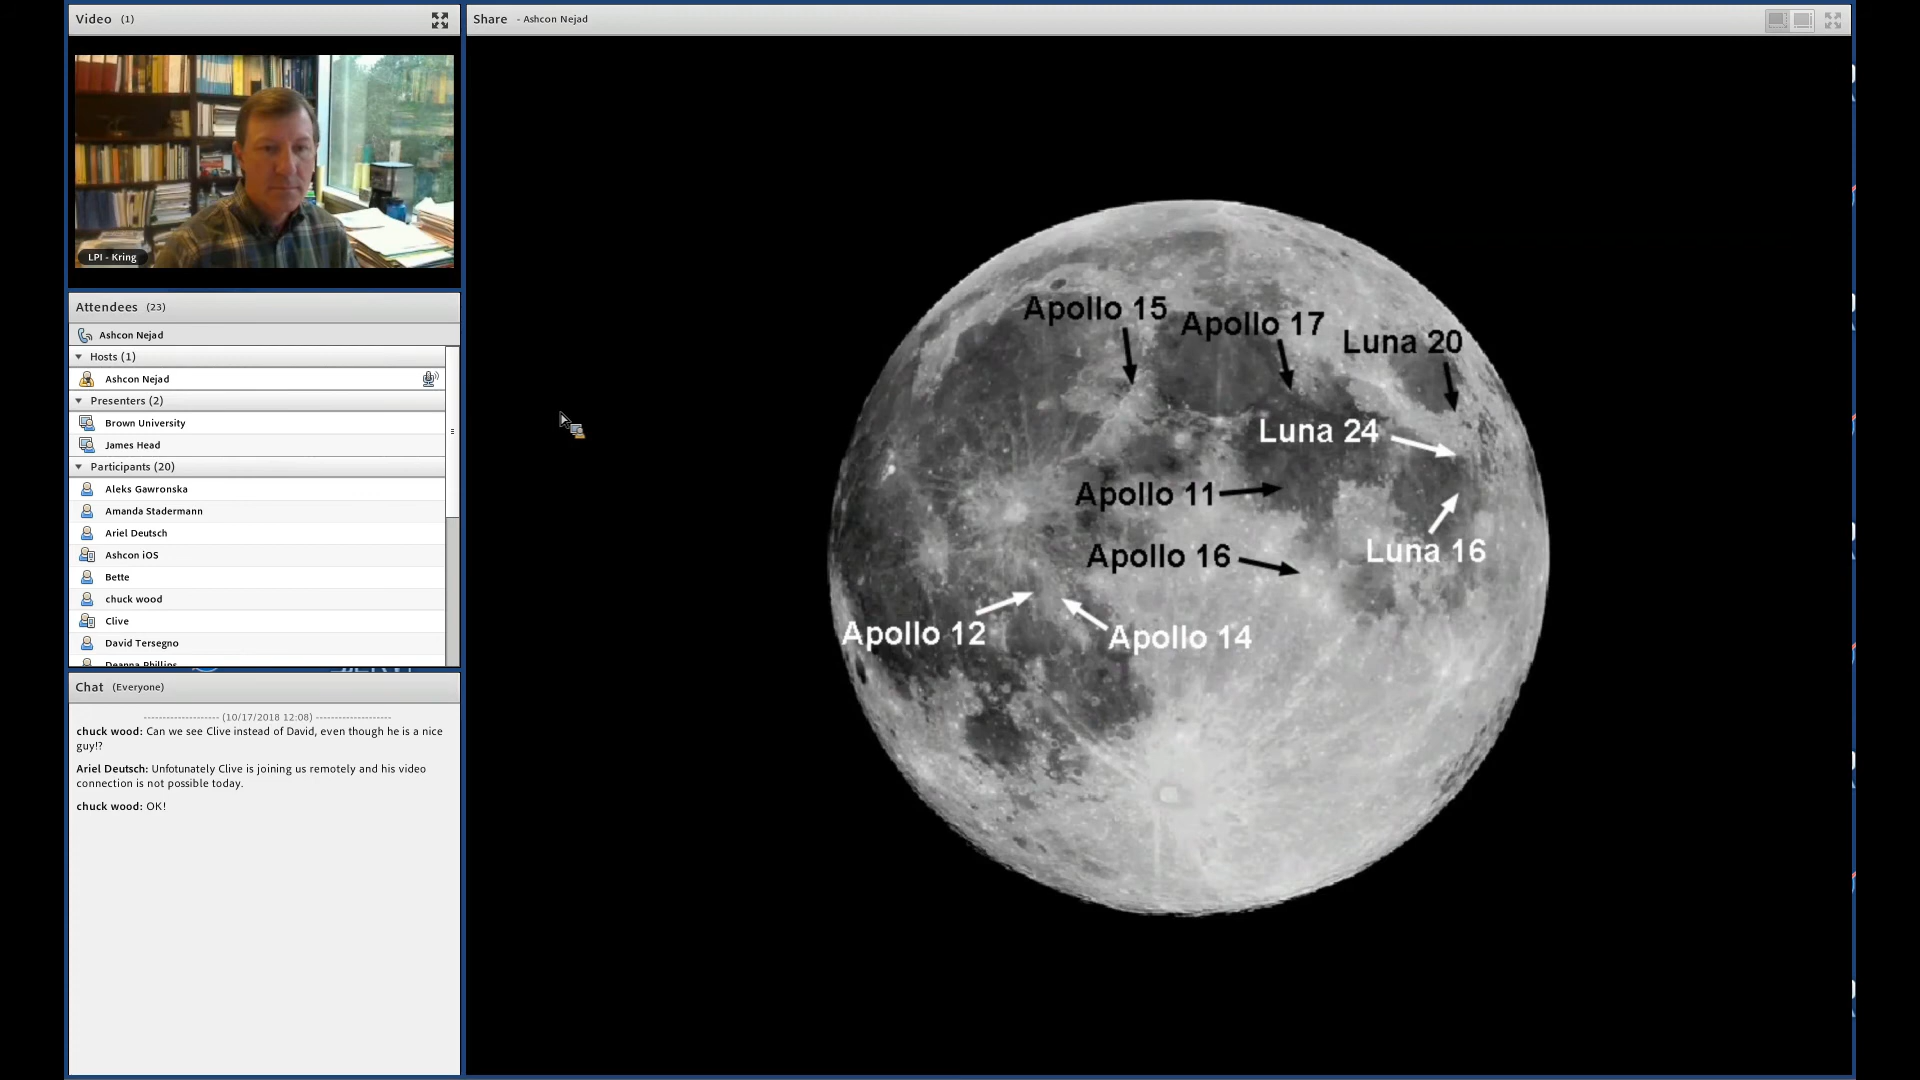 Video (1)
LPI - Kring
Attendees (23)
Ashcon Nejad
Hosts (1)
Ashcon Nejad
Presenters (2)
Brown University
James Head
Participants (20)
Aleks Gawronska
Amanda Stadermann
Ariel Deutsch
Ashcon iOS
Bette
chuck wood
Clive
David Tersegno
Deanna Phillips
Chat (Everyone)
-------------------- (10/17/2018 12:08) --------------------
chuck wood: Can we see Clive instead of David, even though he is a nice
guy!?
Ariel Deutsch: Unfotunately Clive is joining us remotely and his video
connection is not possible today.
chuck wood: OK!
Share - Ashcon Nejad
Apollo 15
Apollo 17
Luna 20
Luna 24
Apollo 11
Apollo 16
Luna 16
Apollo 12
Apollo 14